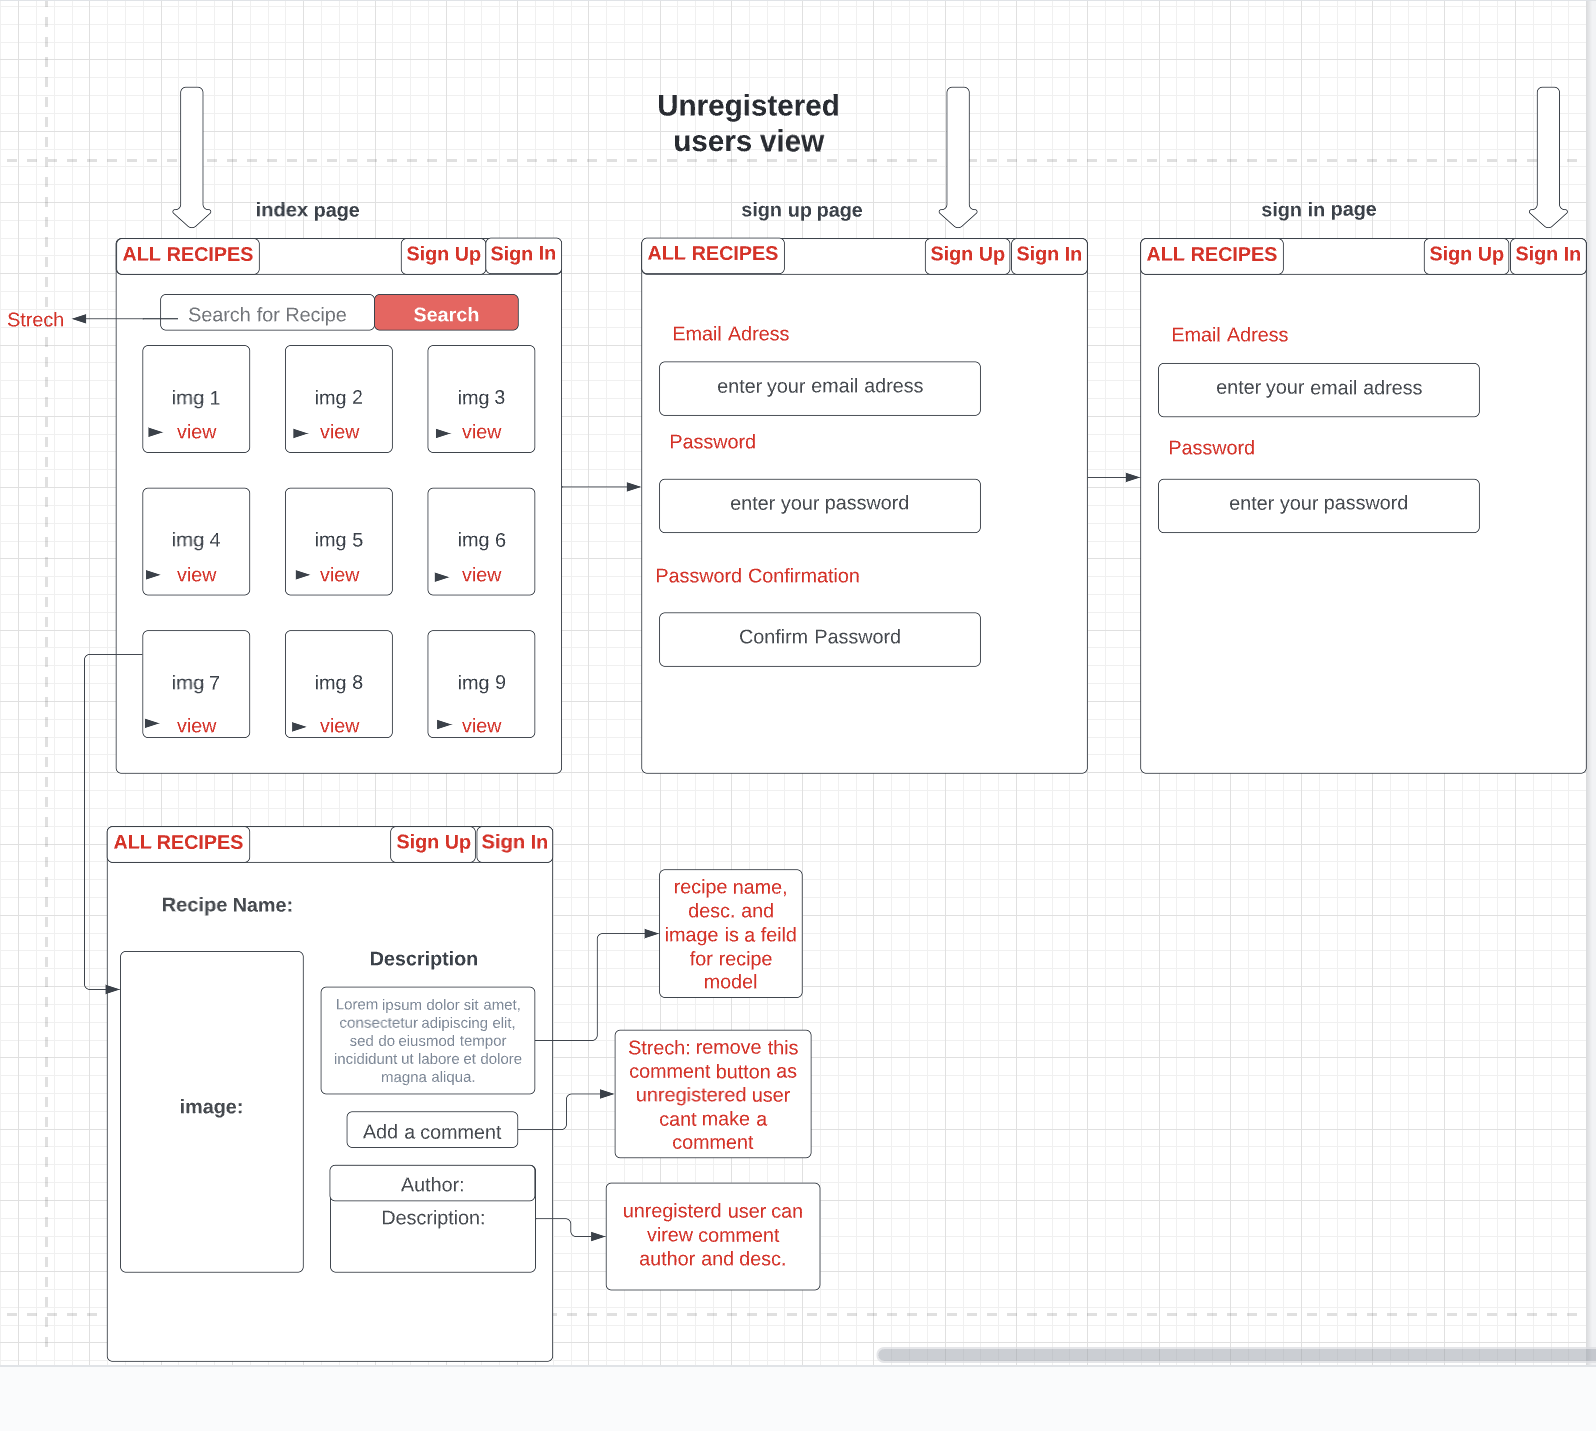 Unregistered
users view
index page
sign up page
sign in page
ALL RECIPES
Sign Up
Sign In
ALL RECIPES
Sign Up
Sign In
ALL RECIPES
Sign Up
Sign In
Strech
Search for Recipe
Search
img 1
view
img 2
view
img 3
view
img 4
view
img 5
view
img 6
view
img 7
view
img 8
view
img 9
view
Email Adress
enter your email adress
Password
enter your password
Password Confirmation
Confirm Password
Email Adress
enter your email adress
Password
enter your password
ALL RECIPES
Sign Up
Sign In
Recipe Name:
image:
Description
Lorem ipsum dolor sit amet,
consectetur adipiscing elit,
sed do eiusmod tempor
incididunt ut labore et dolore
magna aliqua.
Add a comment
Author:
Description:
recipe name,
desc. and
image is a feild
for recipe
model
Strech: remove this
comment button as
unregistered user
cant make a
comment
unregisterd user can
virew comment
author and desc.